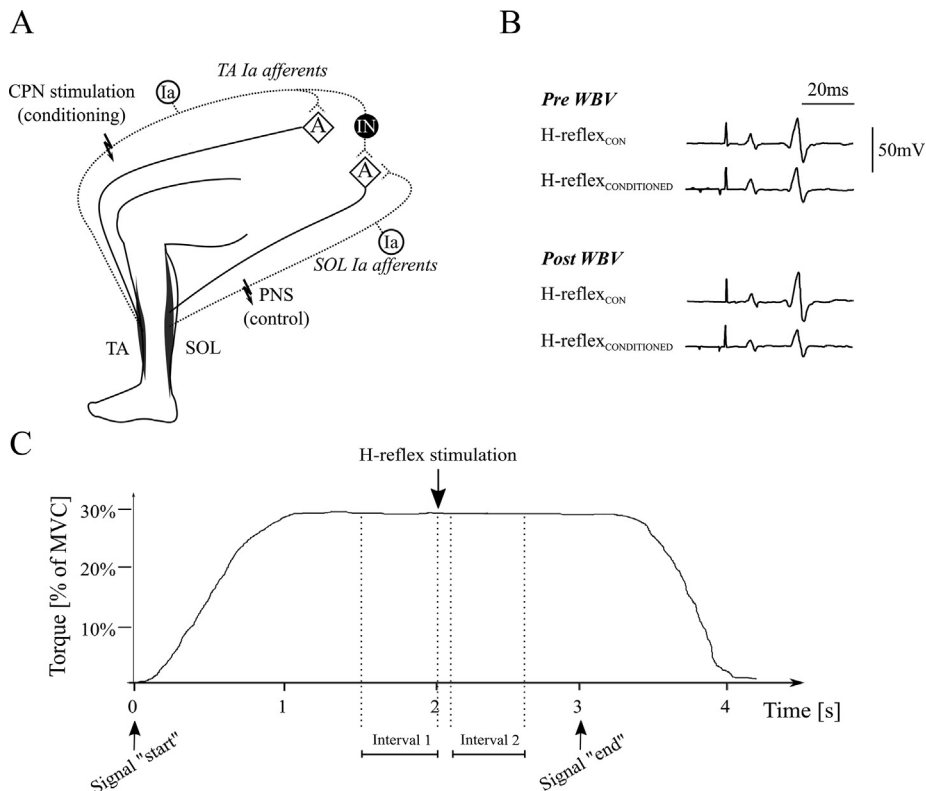 A
TA Ia afferents
CPN stimulation
(conditioning)
Ia
A
IN
A
Ia
SOL Ia afferents
PNS
(control)
TA
SOL
B
20ms
Pre WBV
H-reflexCON
50mV
H-reflexCONDITIONED
Post WBV
H-reflexCON
H-reflexCONDITIONED
C
H-reflex stimulation
Torque [% of MVC]
30%
20%
10%
0
1
2
3
4
Time [s]
Interval 1
Interval 2
Signal "start"
Signal "end"